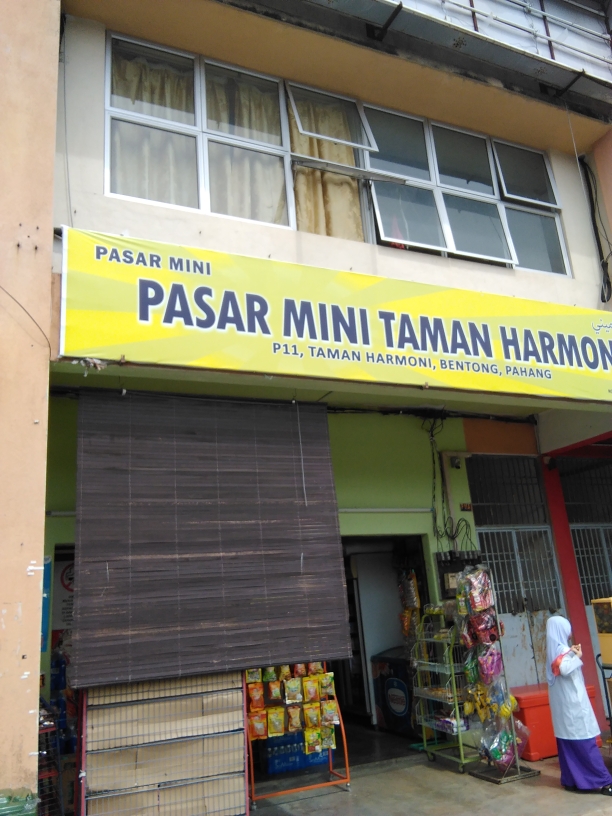 PASAR MINI
PASAR MINI TAMAN HARMON
P11, TAMAN HARMONI, BENTONG, PAHANG